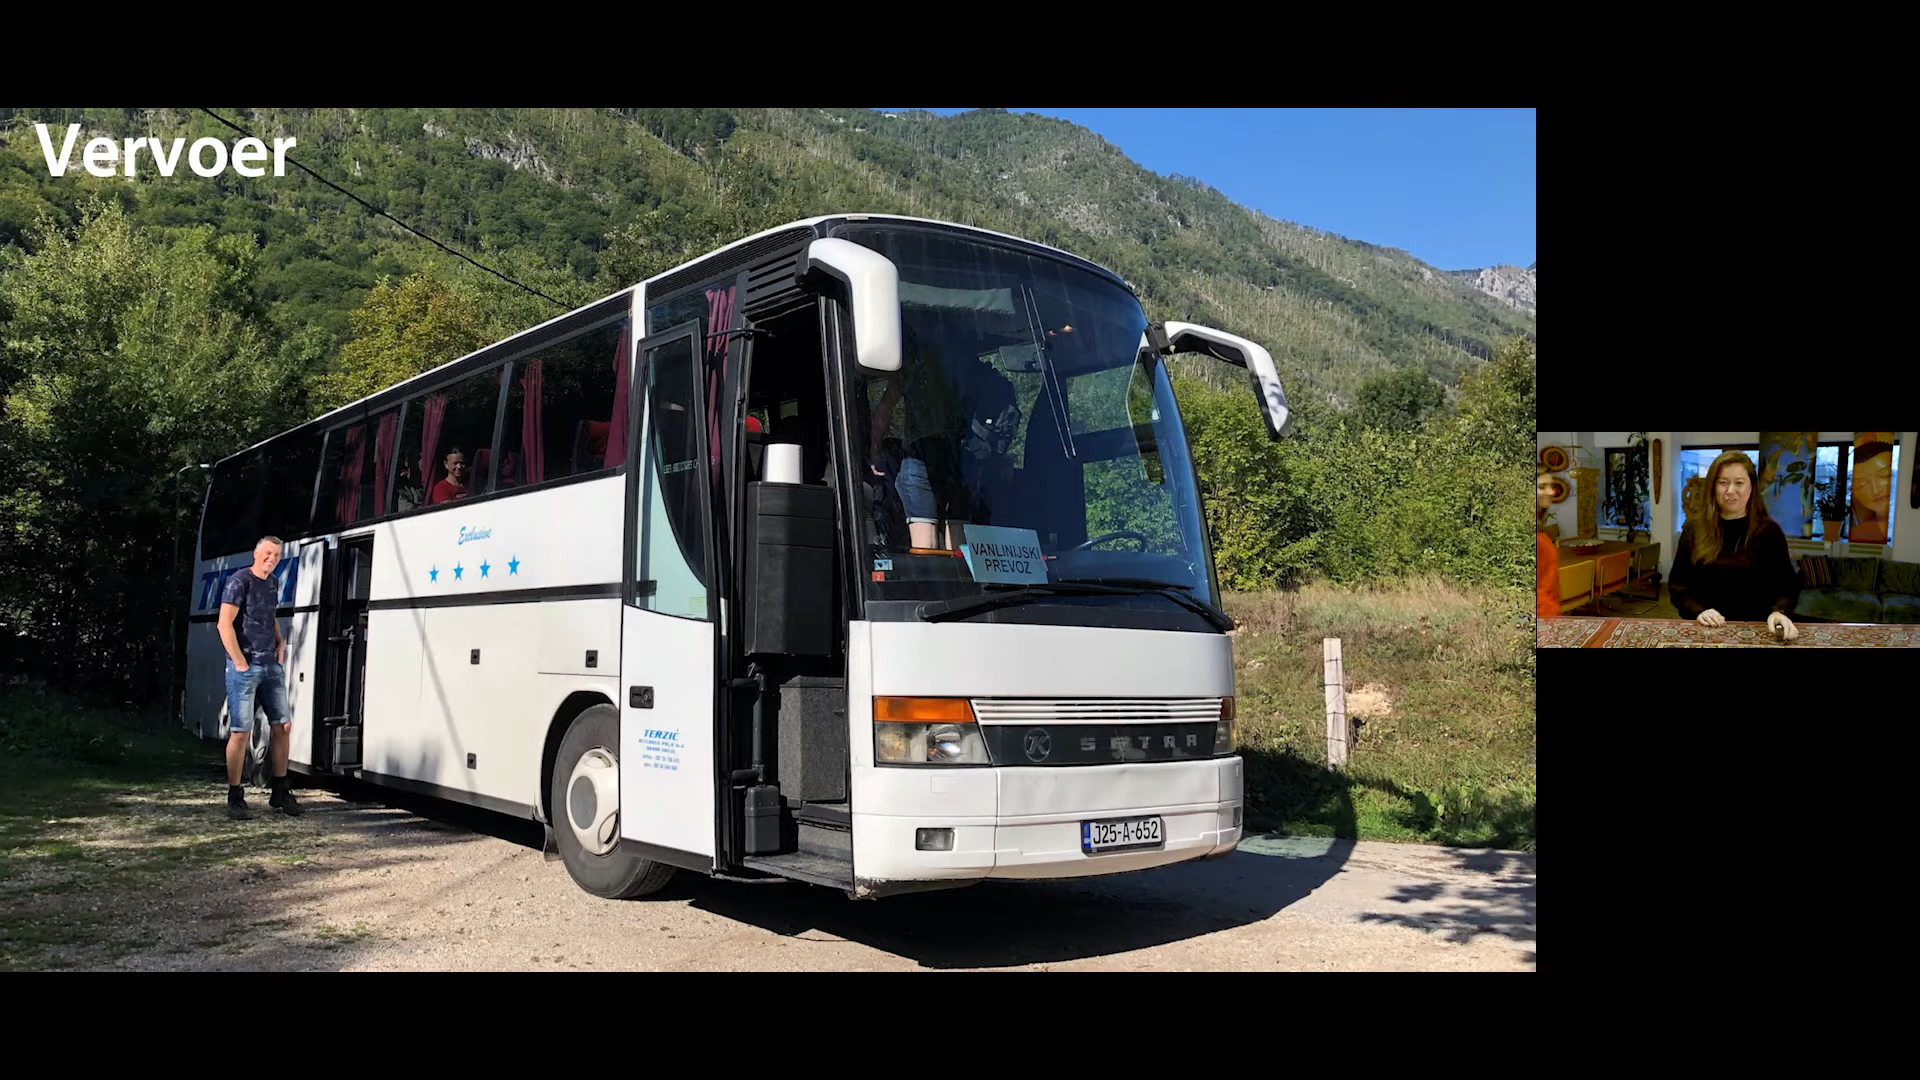 Vervoer
Exclusive
VANLINIJSKI
PREVOZ
TERZIĆ
K SETRA
J25-A-652